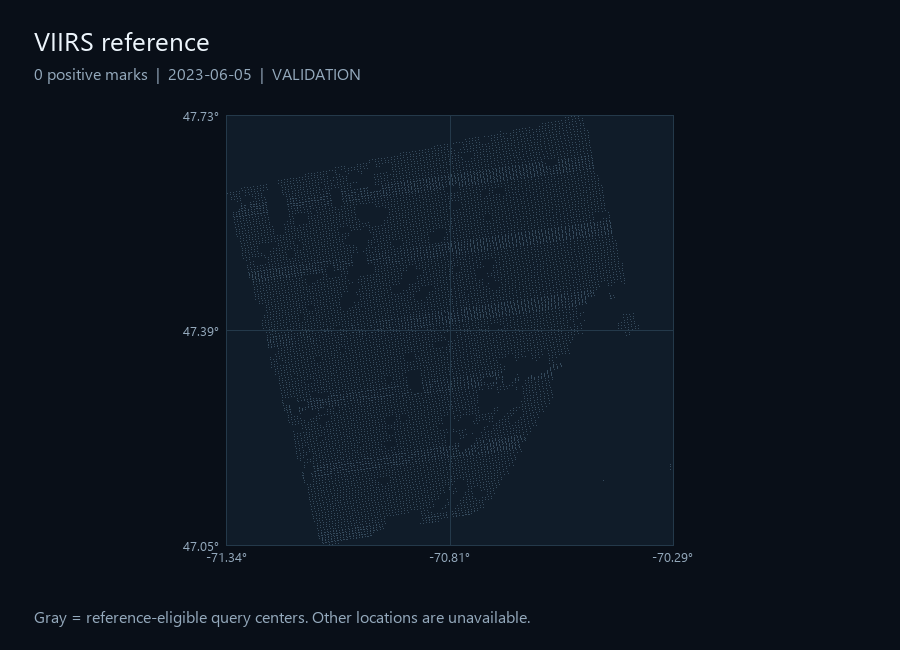 VIIRS reference
0 positive marks | 2023-06-05 | VALIDATION
47.73°
47.39°
47.05°
-71.34°
-70.81°
-70.29°
Gray = reference-eligible query centers. Other locations are unavailable.